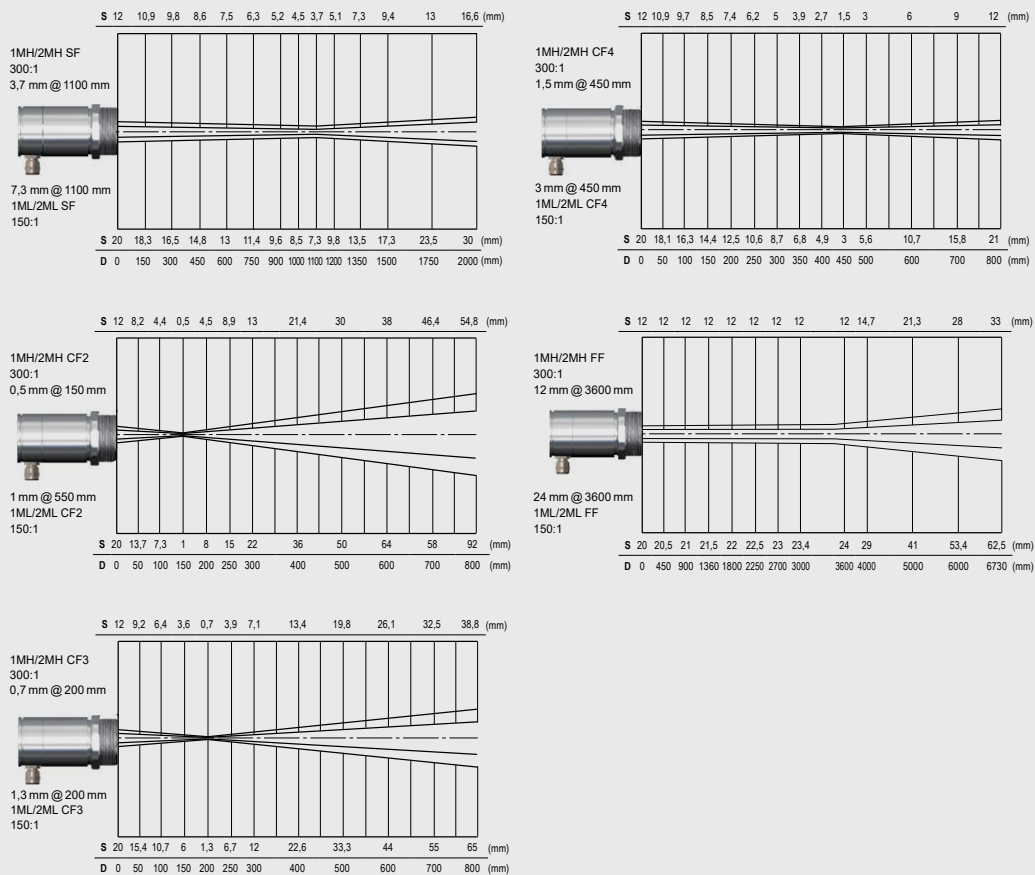 S 12 10,9 9,8 8,6 7,5 6,3 5,2 4,5 3,7 5,1 7,3 9,4 13 16,6 (mm)
1MH/2MH SF
300:1
3,7 mm @ 1100 mm
7,3 mm @ 1100 mm
1ML/2ML SF
150:1
S 20 18,3 16,5 14,8 13 11,4 9,6 8,5 7,3 9,8 13,5 17,3 23,5 30 (mm)
D 0 150 300 450 600 750 900 1000 1100 1200 1350 1500 1750 2000 (mm)
S 12 10,9 9,7 8,5 7,4 6,2 5 3,9 2,7 1,5 3 6 9 12 (mm)
1MH/2MH CF4
300:1
1,5 mm @ 450 mm
3 mm @ 450 mm
1ML/2ML CF4
150:1
S 20 18,1 16,3 14,4 12,5 10,6 8,7 6,8 4,9 3 5,6 10,7 15,8 21 (mm)
D 0 50 100 150 200 250 300 350 400 450 500 600 700 800 (mm)
S 12 8,2 4,4 0,5 4,5 8,9 13 21,4 30 38 46,4 54,8 (mm)
1MH/2MH CF2
300:1
0,5 mm @ 150 mm
1 mm @ 550 mm
1ML/2ML CF2
150:1
S 20 13,7 7,3 1 8 15 22 36 50 64 58 92 (mm)
D 0 50 100 150 200 250 300 400 500 600 700 800 (mm)
S 12 12 12 12 12 12 12 12 12 14,7 21,3 28 33 (mm)
1MH/2MH FF
300:1
12 mm @ 3600 mm
24 mm @ 3600 mm
1ML/2ML FF
150:1
S 20 20,5 21 21,5 22 22,5 23 23,4 24 29 41 53,4 62,5 (mm)
D 0 450 900 1360 1800 2250 2700 3000 3600 4000 5000 6000 6730 (mm)
S 12 9,2 6,4 3,6 0,7 3,9 7,1 13,4 19,8 26,1 32,5 38,8 (mm)
1MH/2MH CF3
300:1
0,7 mm @ 200 mm
1,3 mm @ 200 mm
1ML/2ML CF3
150:1
S 20 15,4 10,7 6 1,3 6,7 12 22,6 33,3 44 55 65 (mm)
D 0 50 100 150 200 250 300 400 500 600 700 800 (mm)